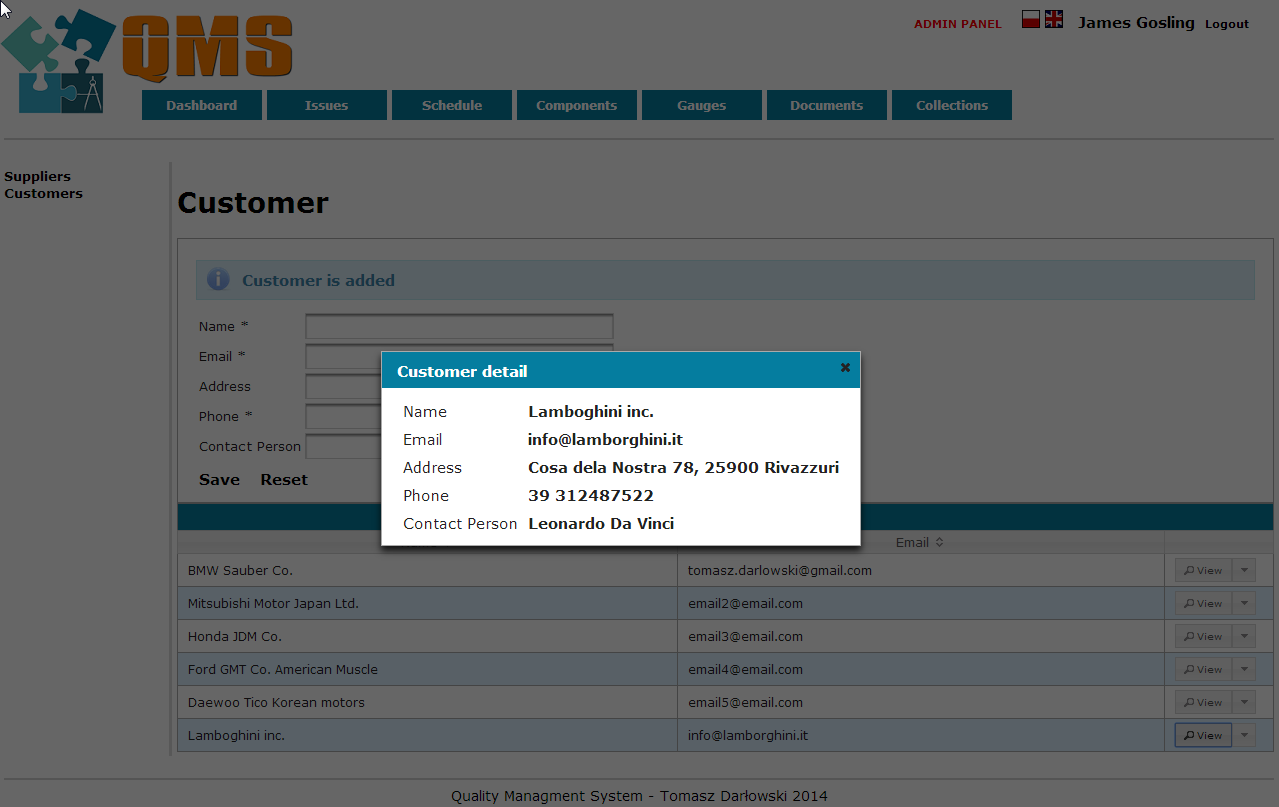 QMS
ADMIN PANEL James Gosling Logout
Dashboard Issues Schedule Components Gauges Documents Collections
Suppliers
Customers
Customer
Customer is added
Name *
Email *
Address
Phone *
Contact Person
Save Reset
Customer detail
Name Lamboghini inc.
Email info@lamborghini.it
Address Cosa dela Nostra 78, 25900 Rivazzuri
Phone 39 312487522
Contact Person Leonardo Da Vinci
Email
BMW Sauber Co. tomasz.darlowski@gmail.com View
Mitsubishi Motor Japan Ltd. email2@email.com View
Honda JDM Co. email3@email.com View
Ford GMT Co. American Muscle email4@email.com View
Daewoo Tico Korean motors email5@email.com View
Lamboghini inc. info@lamborghini.it View
Quality Managment System - Tomasz Darłowski 2014